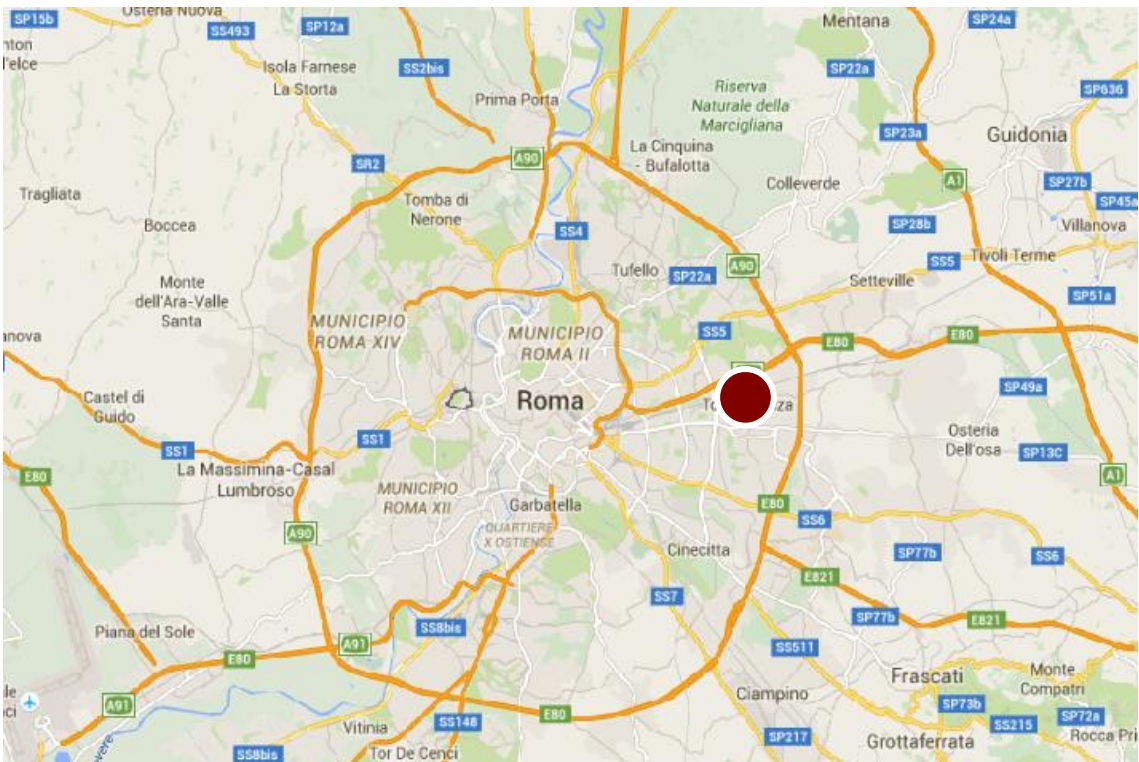 Osteria Nuova
SP15b
SS493
SP12a
Mentana
SP24a
l'elce
Isola Farnese
La Storta
SS2bis
SP22a
Prima Porta
Riserva
Naturale della
Marcigliana
SP636
SP23a
Guidonia
A90
La Cinquina
- Bufalotta
SR2
Colleverde
A1
SP27b
Tragliata
Tomba di
Nerone
SP45a
Boccea
SS4
SP28b
Villanova
Tivoli Terme
SS5
Tufello
SP22a
A90
Setteville
Monte
dell'Ara-Valle
Santa
SP51a
MUNICIPIO
ROMA XIV
MUNICIPIO
ROMA II
SS5
E80
E80
SP49a
Castel di
Guido
Roma
SS1
SS1
Osteria
Dell'osa
SP13C
La Massimina-Casal
Lumbroso
E80
A1
MUNICIPIO
ROMA XII
Garbatella
E80
SS6
QUARTIERE
X OSTIENSE
A90
Cinecitta
SP77b
SS6
E821
SS7
SP77b
E821
Piana del Sole
SS8bis
A91
SS511
E80
Frascati
Monte
Compatri
A91
Ciampino
SP73b
E80
SS148
SS215
SP72a
Vitinia
SP217
Rocca Pri
Grottaferrata
SS8bis
Tor De Cenci